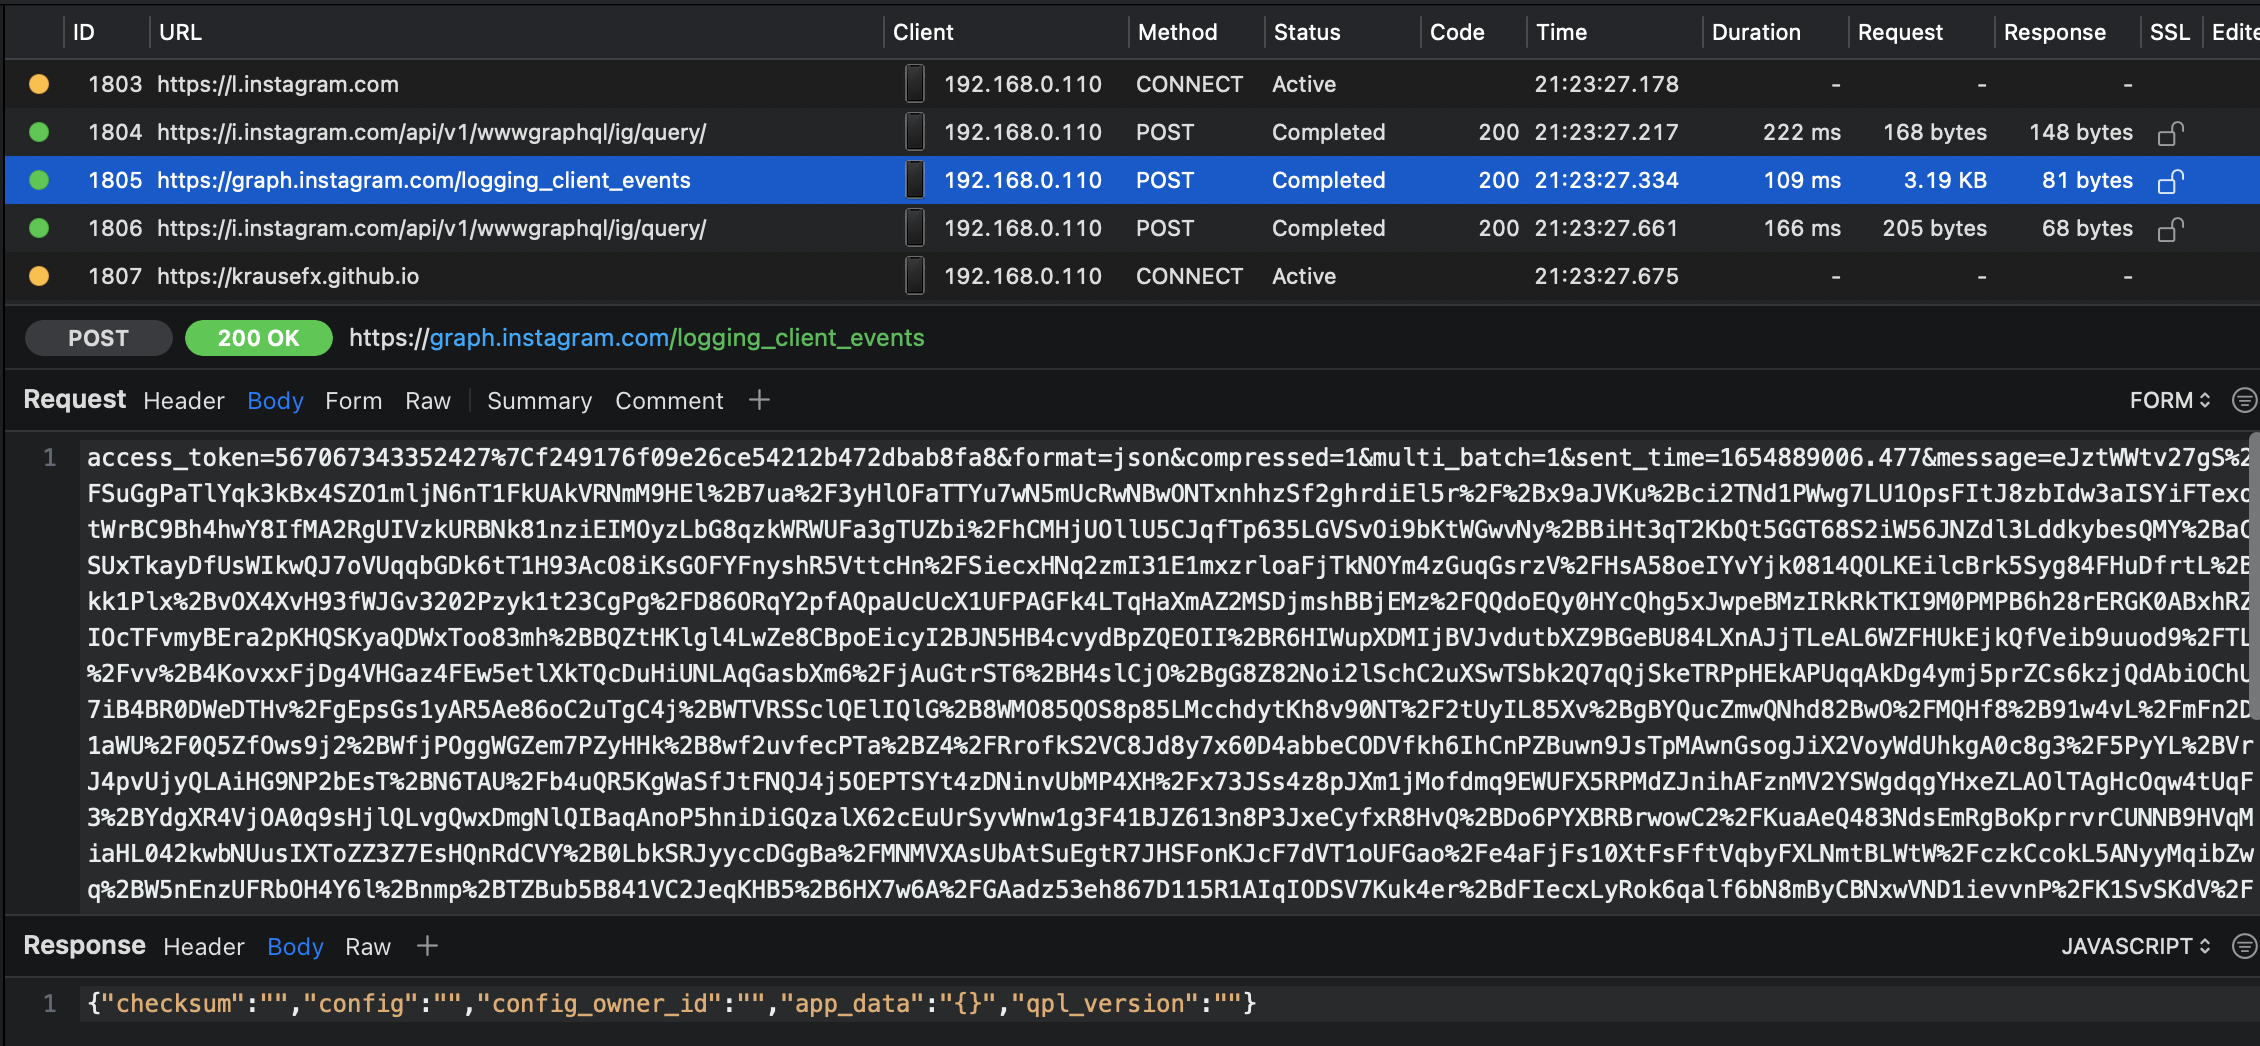 ID URL Client Method Status Code Time Duration Request Response SSL Edite
1803 https://l.instagram.com 192.168.0.110 CONNECT Active 21:23:27.178 - - -
1804 https://i.instagram.com/api/v1/wwwgraphql/ig/query/ 192.168.0.110 POST Completed 200 21:23:27.217 222 ms 168 bytes 148 bytes
1805 https://graph.instagram.com/logging_client_events 192.168.0.110 POST Completed 200 21:23:27.334 109 ms 3.19 KB 81 bytes
1806 https://i.instagram.com/api/v1/wwwgraphql/ig/query/ 192.168.0.110 POST Completed 200 21:23:27.661 166 ms 205 bytes 68 bytes
1807 https://krausefx.github.io 192.168.0.110 CONNECT Active 21:23:27.675 - - -
POST 200 OK https://graph.instagram.com/logging_client_events
Request Header Body Form Raw Summary Comment + FORM
1 access_token=567067343352427%7Cf249176f09e26ce54212b472dbab8fa8&format=json&compressed=1&multi_batch=1&sent_time=1654889006.477&message=eJztWWtv27gS%2
FSuGgPaTlYqk3kBx4SZO1mljN6nT1FkUAkVRNmM9HEl%2B7ua%2F3yHlOFaTTYu7wN5mUcRwNBwONTxnhhzSf2ghrdiEl5r%2F%2Bx9aJVKu%2Bci2TNd1PWwg7LU1OpsFItJ8zbIdw3aISYiFTexo
tWrBC9Bh4hwY8IfMA2RgUIVzkURBNk81nziEIMOyzLbG8qzkWRWUFa3gTUZbi%2FhCMHjUOllU5CJqfTp635LGVSvOi9bKtWGwvNy%2BBiHt3qT2KbQt5GGT68S2iW56JNZdl3LddkybesQMY%2BaC
SUxTkayDfUsWIkwQJ7oVUqqbGDk6tT1H93AcO8iKsGOFYFnyshR5VttcHn%2FSiecxHNq2zmI31E1mxzrloaFjTkNOYm4zGuqGsrzV%2FHsA58oeIYvYjk0814QOLKEilcBrk5Syg84FHuDfrtL%2B
kk1Plx%2BvOX4XvH93fWJGv3202Pzyk1t23CgPg%2FD86ORqY2pfAQpaUcUcX1UFPAGFk4LTqHaXmAZ2MSDjmshBBjEMz%2FQQdoEQy0HYcQhg5xJwpeBMzIRkRkTKI9M0PMPB6h28rERGK0ABxhRZ
IOcTFvmyBEra2pKHQSKyaQDWxToo83mh%2BBQZtHKlgl4LwZe8CBpoEicyI2BJN5HB4cvydBpZQEOII%2BR6HIWupXDMIjBVJvdutbXZ9BGeBU84LXnAJjTLeAL6WZFHUkEjkQfVeib9uuod9%2FTL
%2Fvv%2B4KovxxFjDg4VHGaz4FEw5etlXkTQcDuHiUNLAqGasbXm6%2FjAuGtrST6%2BH4slCjO%2BgG8Z82Noi2lSchC2uXSwTSbk2Q7qQjSkeTRPpHEkAPUqqAkDg4ymj5prZCs6kzjQdAbiOChU
7iB4BR0DWeDTHv%2FgEpsGs1yAR5Ae86oC2uTgC4j%2BWTVRSSclQElIQlG%2B8WMO85QOS8p85LMcchdytKh8v90NT%2F2tUyIL85Xv%2BgBYQucZmwQNhd82BwO%2FMQHf8%2B91w4vL%2FmFn2D
1aWU%2F0Q5ZfOws9j2%2BWfjPOggWGZem7PZyHHk%2B8wf2uvfecPTa%2BZ4%2FRrofkS2VC8Jd8y7x60D4abbeCODVfkh6IhCnPZBuwn9JsTpMAwnGsogJiX2VoyWdUhkgA0c8g3%2F5PyYL%2BVr
J4pvUjyQLAiHG9NP2bEsT%2BN6TAU%2Fb4uQR5KgWaSfJtFNQJ4j5OEPTSYt4zDNinvUbMP4XH%2Fx73JSs4z8pJXm1jMofdmq9EWUFX5RPMdZJnihAFznMV2YSWgdqgYHxeZLAOlTAgHcOqw4tUqF
3%2BYdgXR4VjOA0q9sHjlQLvgQwxDmgNlQIBaqAnoP5hniDiGQzalX62cEuUrSyvWnw1g3F41BJZ613n8P3JxeCyfxR8HvQ%2BDo6PYXBRBrwowC2%2FKuaAeQ483NdsEmRgBoKprrvrCUNNB9HVqM
iaHL042kwbNUusIXToZZ3Z7EsHQnRdCVY%2B0LbkSRJyyccDGgBa%2FMNMVXAsUbAtSuEgtR7JHSFonKJcF7dVT1oUFGao%2Fe4aFjFs10XtFsFftVqbyFXLNmtBLWtW%2FczkCcokL5ANyyMqibZw
q%2BW5nEnzUFRbOH4Y6l%2Bnmp%2BTZBub5B841VC2JeqKHB5%2B6HX7w6A%2FGAadz53eh867D115R1AIqIODSV7Kuk4er%2BdFIecxLyRok6qalf6bN8mByCBNxwVND1ievvnP%2FK1SvSKdV%2F
Response Header Body Raw + JAVASCRIPT
1 {"checksum":"","config":"","config_owner_id":"","app_data":"{}","qpl_version":""}